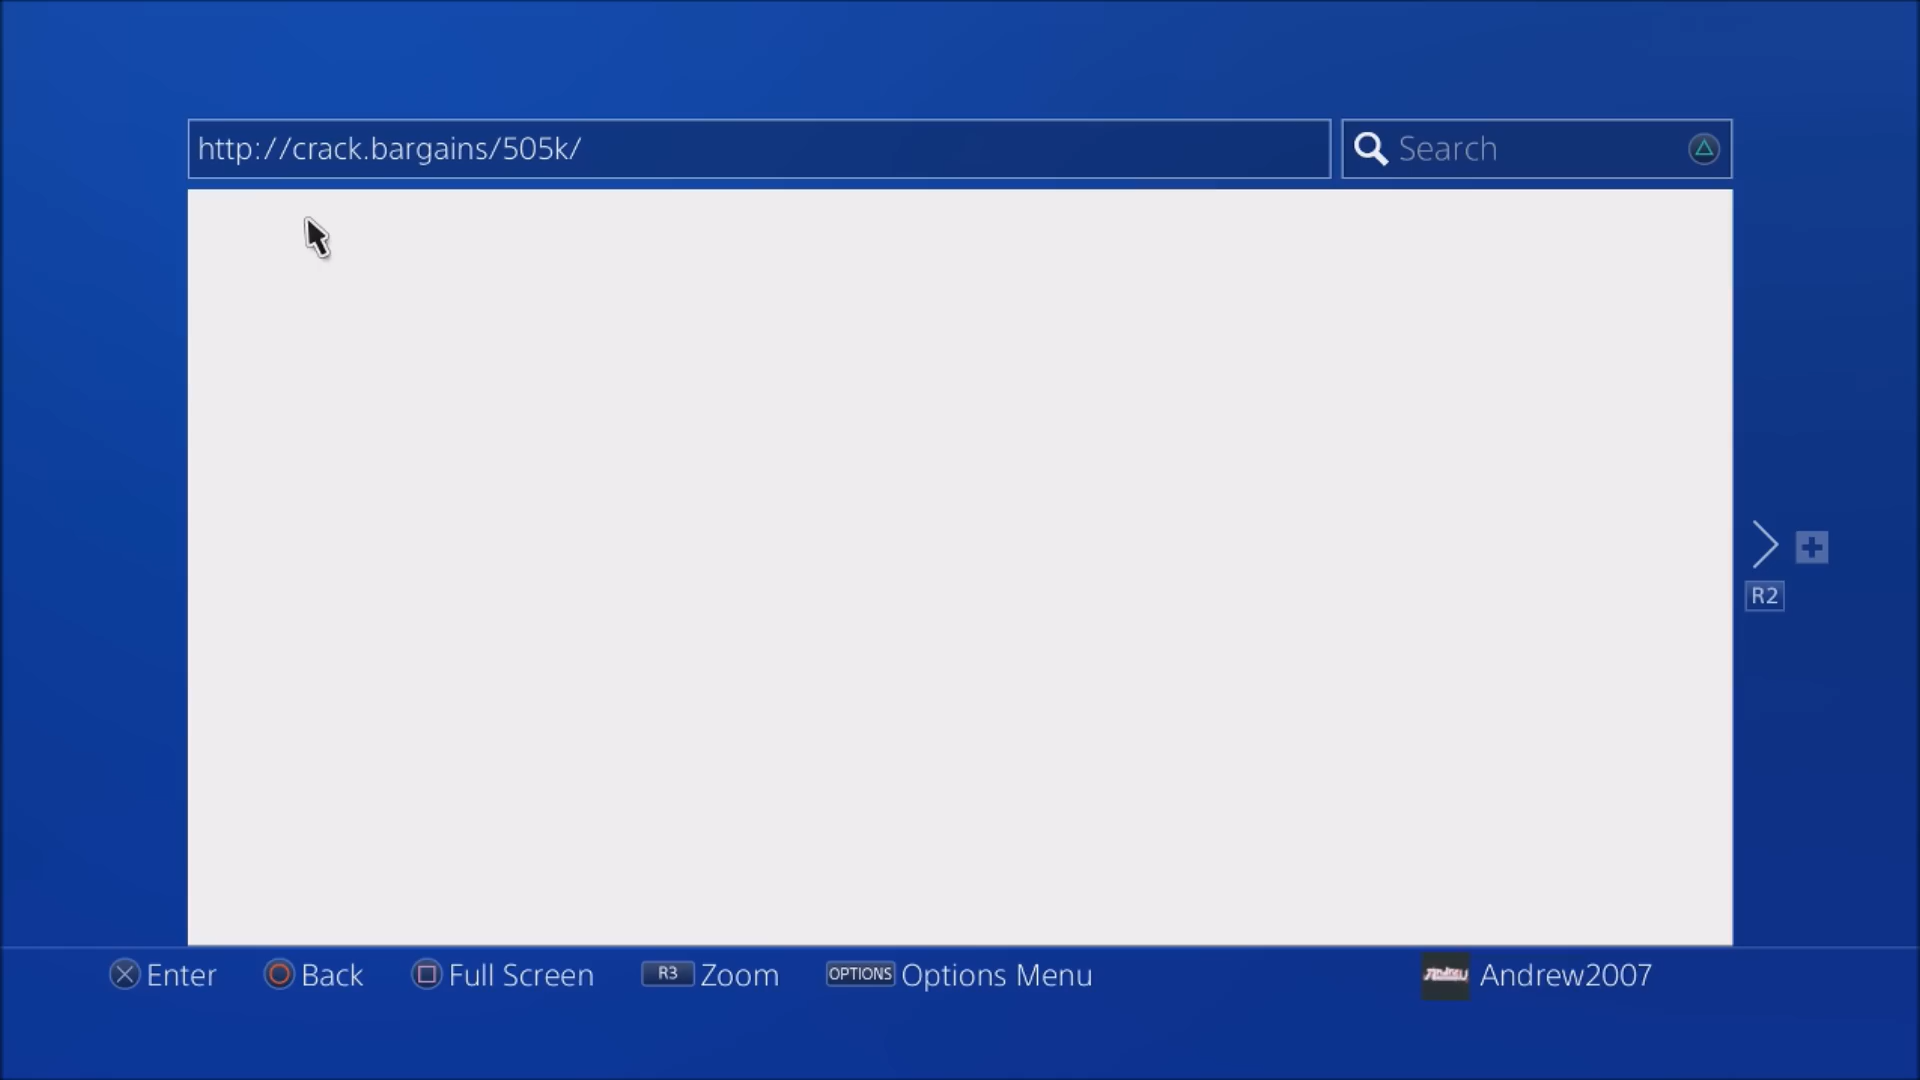 http://crack.bargains/505k/
Search
R2
Enter
Back
Full Screen
R3 Zoom
OPTIONS Options Menu
Andrew2007